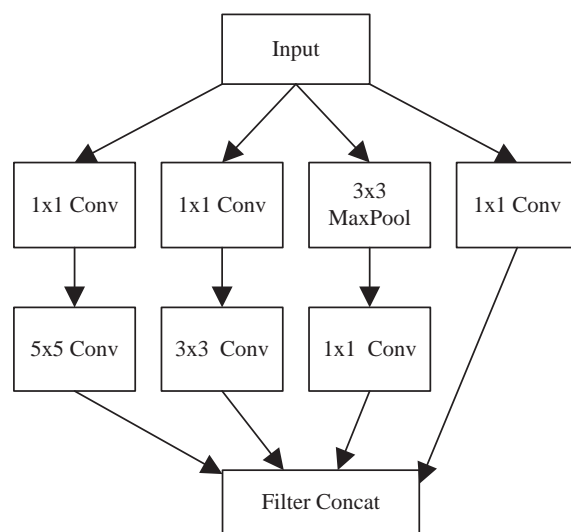 Input
1x1 Conv
1x1 Conv
3x3
MaxPool
1x1 Conv
5x5 Conv
3x3 Conv
1x1 Conv
Filter Concat